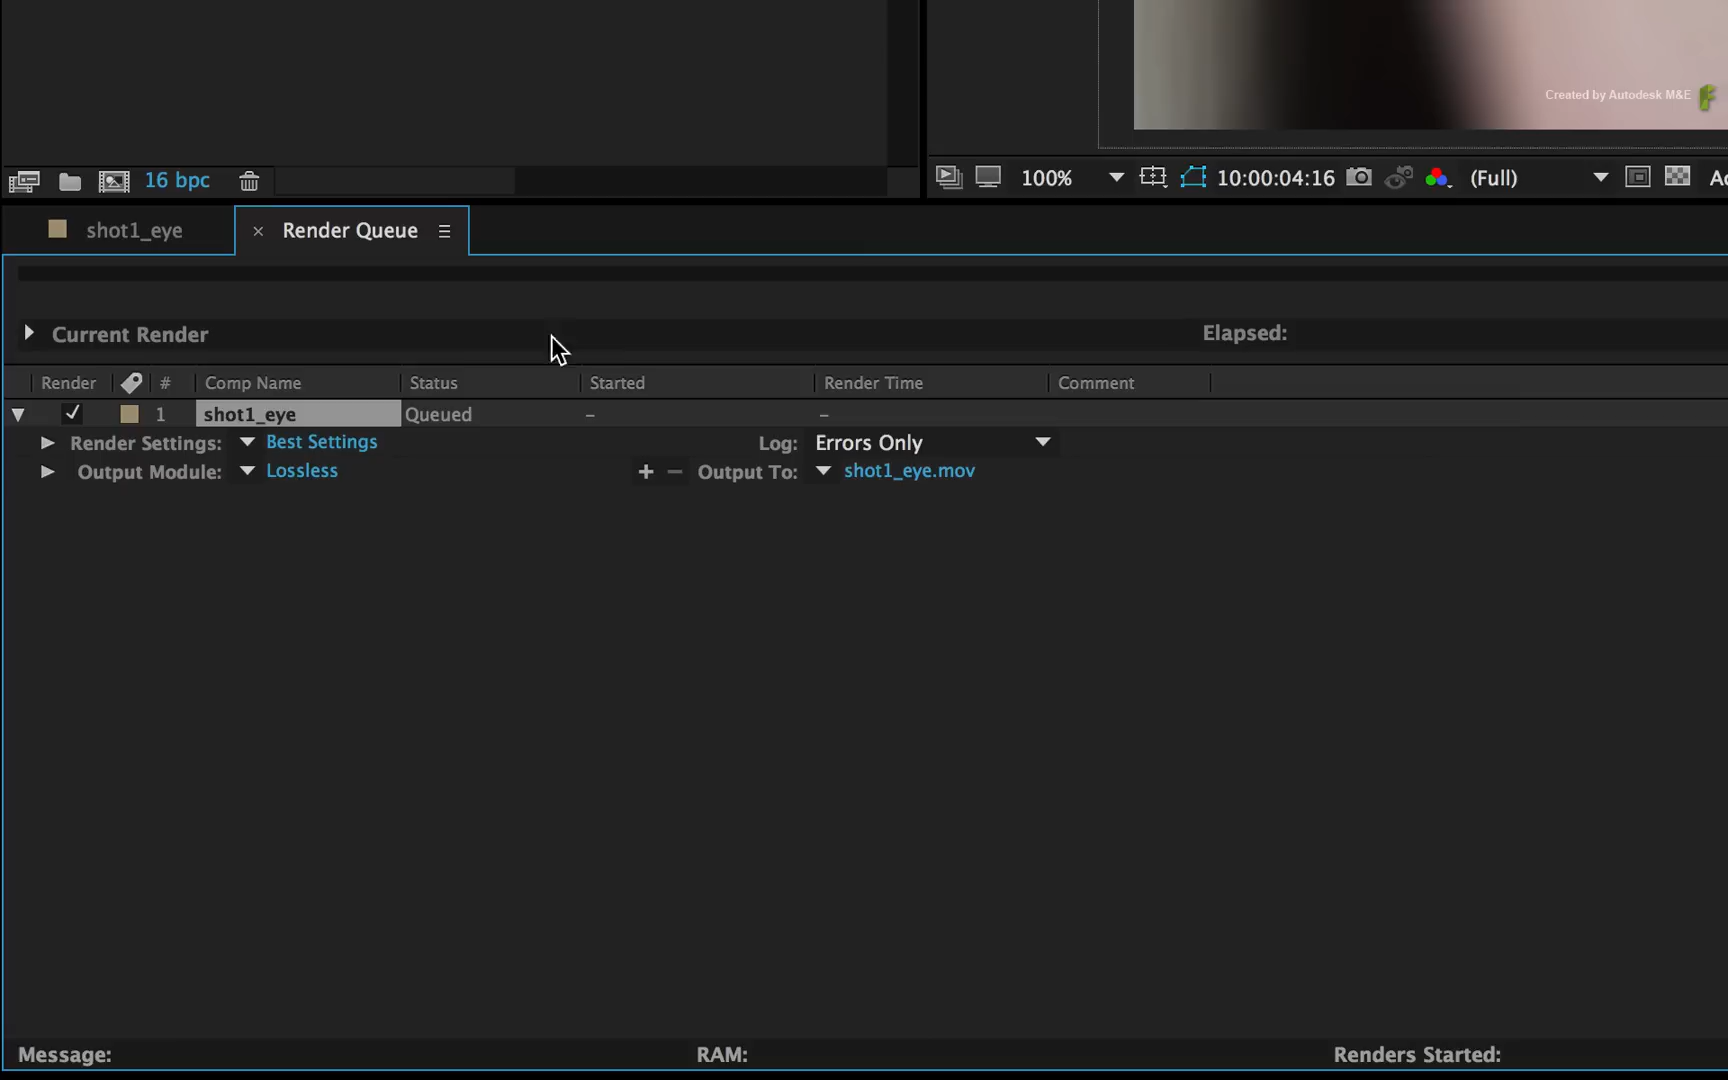 Created by Autodesk M&E
16 bpc
100%
10:00:04:16
(Full)
shot1_eye
× Render Queue
Current Render
Elapsed:
Render # Comp Name Status Started Render Time Comment
1 shot1_eye Queued – –
Render Settings: Best Settings Log: Errors Only
Output Module: Lossless + – Output To: shot1_eye.mov
Message: RAM: Renders Started: